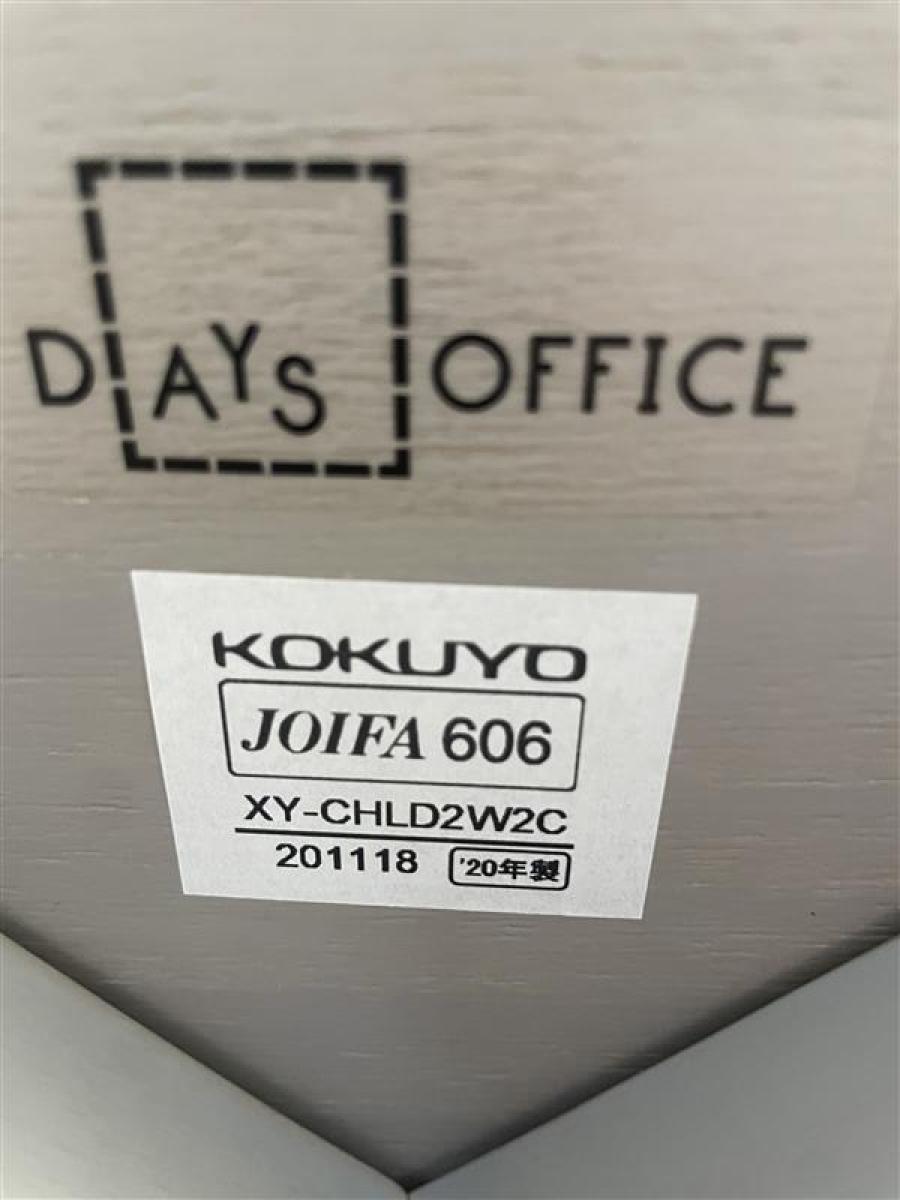 DAYS OFFICE
KOKUYO
JOIFA 606
XY-CHLD2W2C
201118 '20年製